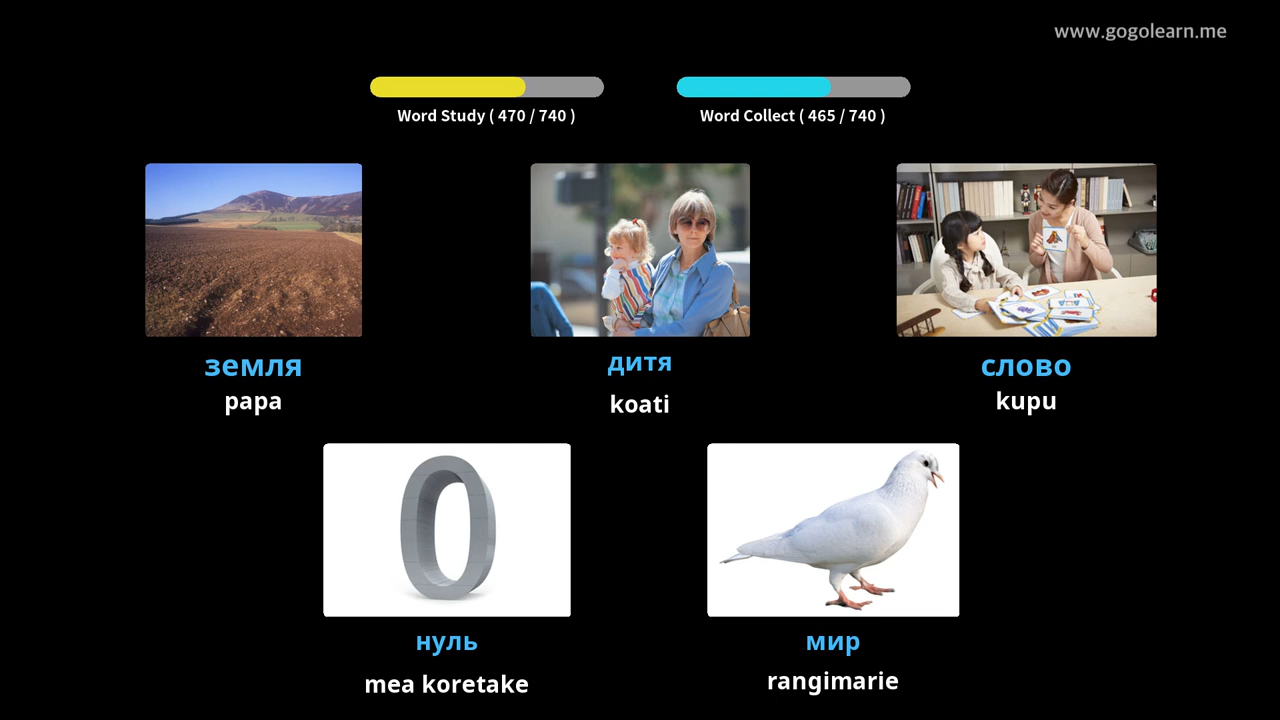 www.gogolearn.me
Word Study ( 470 / 740 )
Word Collect ( 465 / 740 )
земля
papa
дитя
koati
слово
kupu
нуль
mea koretake
мир
rangimarie